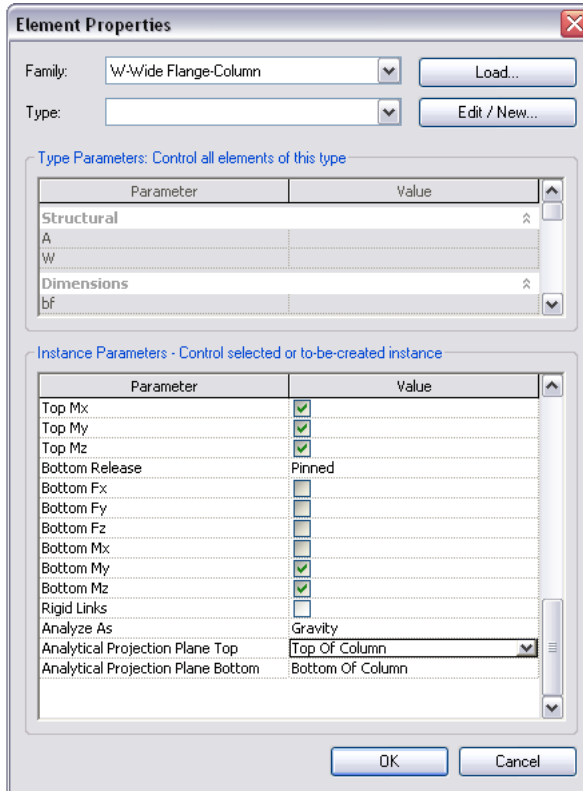 Element Properties
Family: W-Wide Flange-Column Load...
Type: Edit / New...
Type Parameters: Control all elements of this type
Parameter Value
Structural
A
W
Dimensions
bf
Instance Parameters - Control selected or to-be-created instance
Parameter Value
Top Mx
Top My
Top Mz
Bottom Release Pinned
Bottom Fx
Bottom Fy
Bottom Fz
Bottom Mx
Bottom My
Bottom Mz
Rigid Links
Analyze As Gravity
Analytical Projection Plane Top Top Of Column
Analytical Projection Plane Bottom Bottom Of Column
OK Cancel